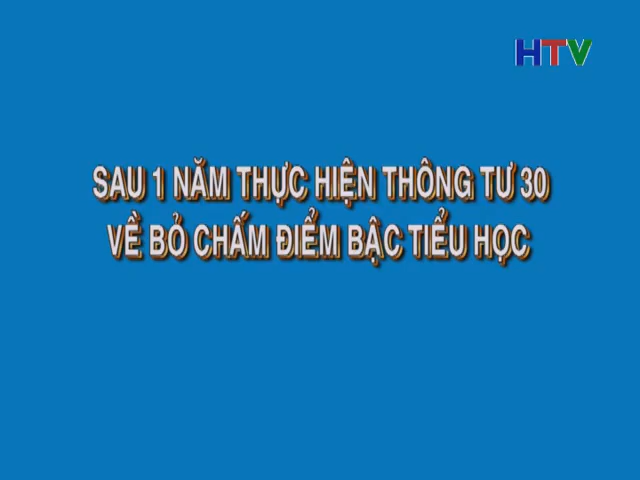 HTV
SAU 1 NĂM THỰC HIỆN THÔNG TƯ 30
VỀ BỎ CHẤM ĐIỂM BẬC TIỂU HỌC